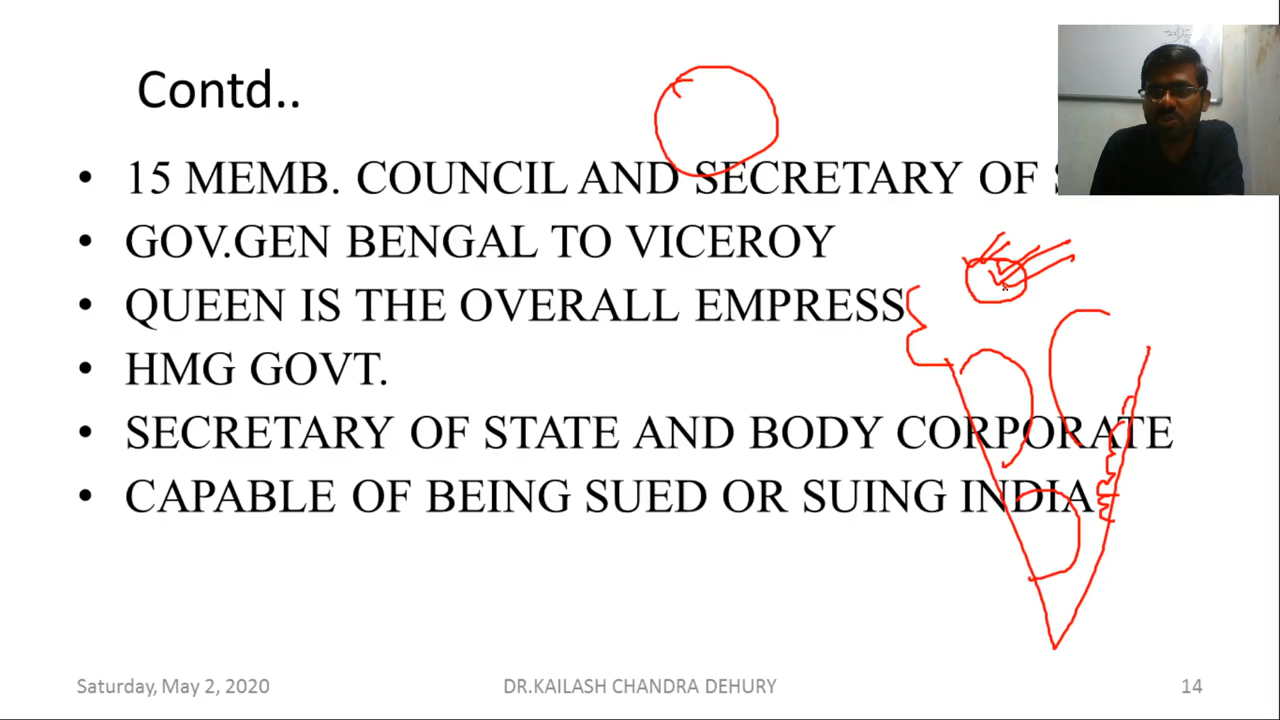 Contd..
• 15 MEMB. COUNCIL AND SECRETARY OF
• GOV.GEN BENGAL TO VICEROY
• QUEEN IS THE OVERALL EMPRESS
• HMG GOVT.
• SECRETARY OF STATE AND BODY CORPORATE
• CAPABLE OF BEING SUED OR SUING INDIA
Saturday, May 2, 2020
DR.KAILASH CHANDRA DEHURY
14